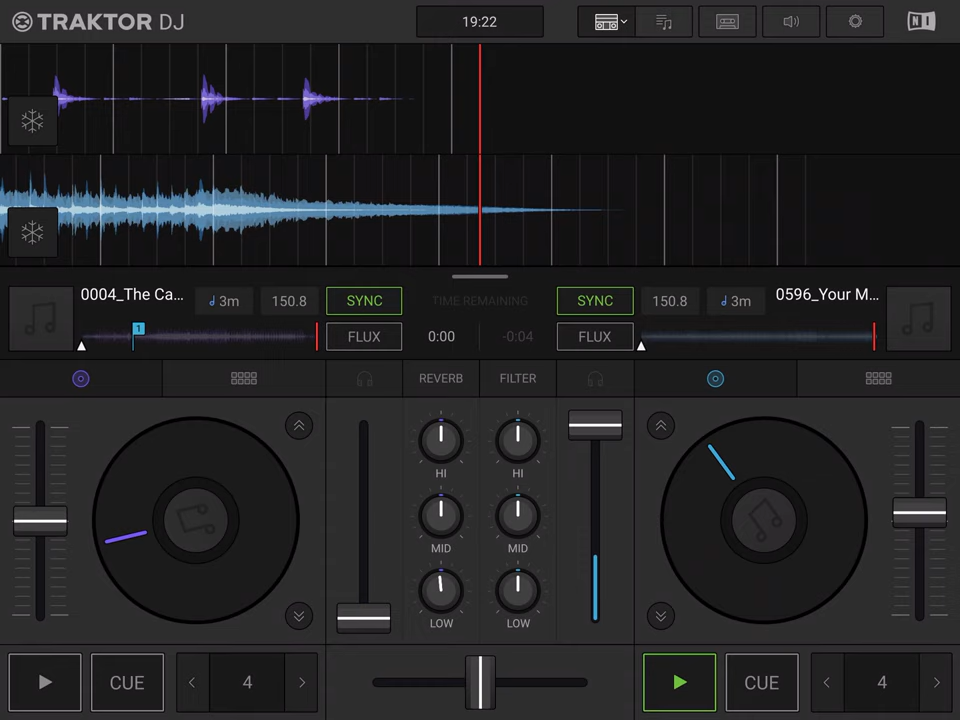 TRAKTOR DJ
19:22
NI
0004_The Ca...
3m
150.8
SYNC
TIME REMAINING
SYNC
150.8
3m
0596_Your M...
1
FLUX
0:00
-0:04
FLUX
REVERB
FILTER
HI
HI
MID
MID
LOW
LOW
CUE
4
CUE
4